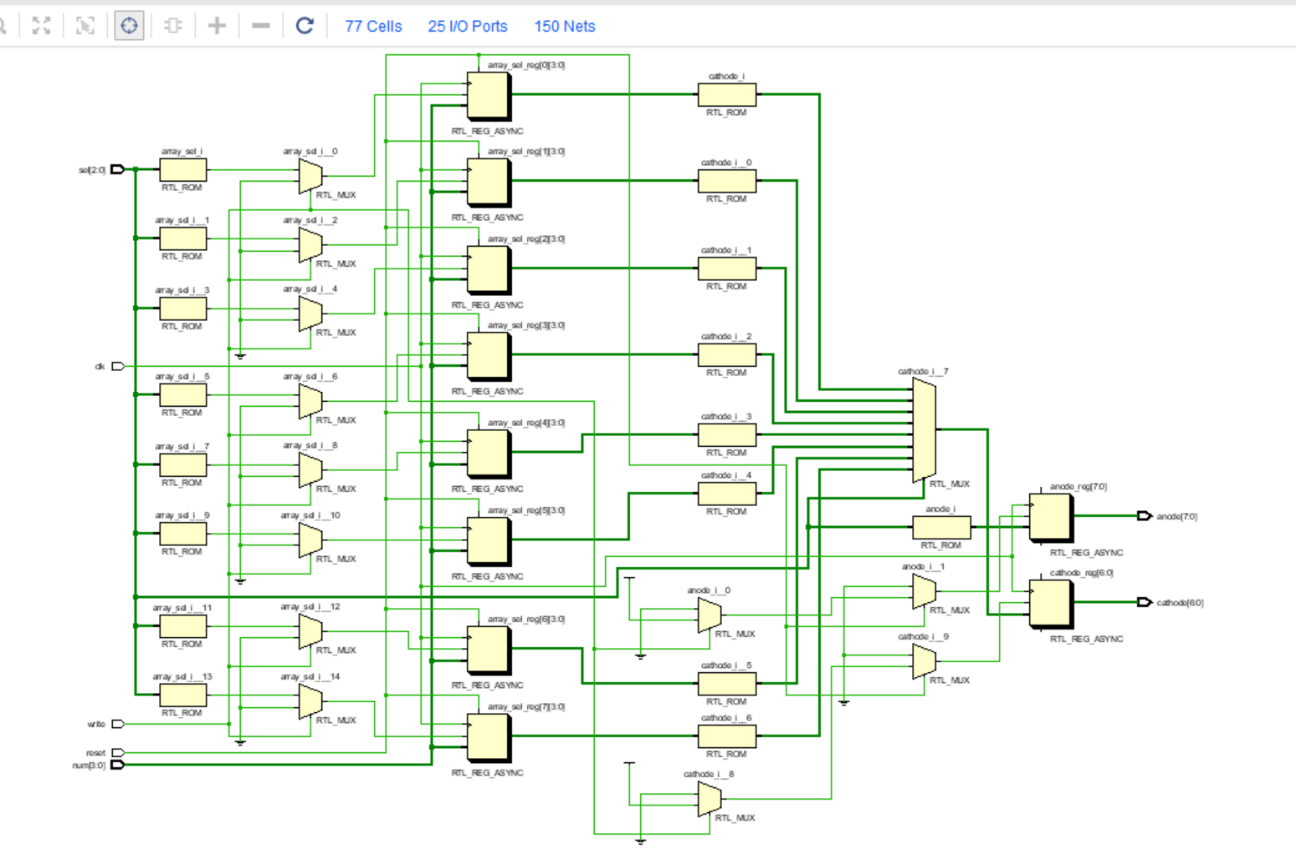 77 Cells 25 I/O Ports 150 Nets
array_sel_reg[0][3:0]
RTL_REG_ASYNC
cathode_i
RTL_ROM
sel[2:0]
array_sel_i
RTL_ROM
array_sel_i__0
RTL_MUX
array_sel_reg[1][3:0]
RTL_REG_ASYNC
cathode_i__0
RTL_ROM
array_sel_i__1
RTL_ROM
array_sel_i__2
RTL_MUX
array_sel_reg[2][3:0]
RTL_REG_ASYNC
cathode_i__1
RTL_ROM
array_sel_i__3
RTL_ROM
array_sel_i__4
RTL_MUX
array_sel_reg[3][3:0]
RTL_REG_ASYNC
cathode_i__2
RTL_ROM
clk
array_sel_i__5
RTL_ROM
array_sel_i__6
RTL_MUX
cathode_i__7
RTL_MUX
array_sel_reg[4][3:0]
RTL_REG_ASYNC
cathode_i__3
RTL_ROM
array_sel_i__7
RTL_ROM
array_sel_i__8
RTL_MUX
cathode_i__4
RTL_ROM
array_sel_i__9
RTL_ROM
array_sel_i__10
RTL_MUX
array_sel_reg[5][3:0]
RTL_REG_ASYNC
anode_i
RTL_ROM
anode_reg[7:0]
RTL_REG_ASYNC
anode[7:0]
anode_i__0
RTL_MUX
anode_i__1
RTL_MUX
cathode_reg[6:0]
RTL_REG_ASYNC
cathode[6:0]
array_sel_i__11
RTL_ROM
array_sel_i__12
RTL_MUX
array_sel_reg[6][3:0]
RTL_REG_ASYNC
cathode_i__9
RTL_MUX
cathode_i__5
RTL_ROM
array_sel_i__13
RTL_ROM
array_sel_i__14
RTL_MUX
array_sel_reg[7][3:0]
RTL_REG_ASYNC
cathode_i__6
RTL_ROM
write
reset
num[3:0]
cathode_i__8
RTL_MUX